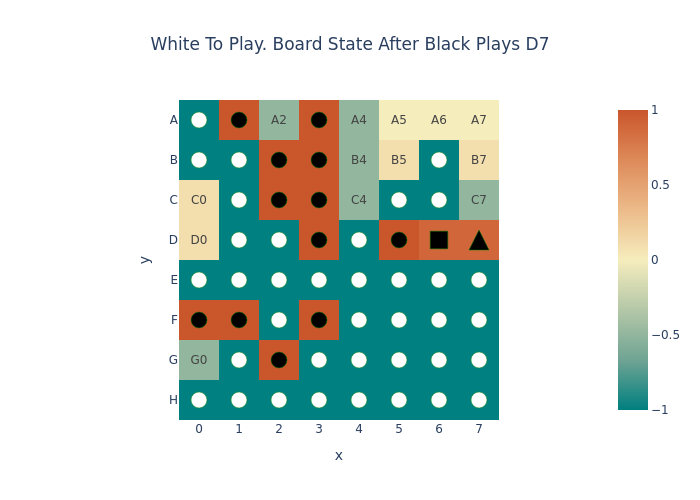 White To Play. Board State After Black Plays D7
A A2 A4 A5 A6 A7
B B4 B5 B7
C C0 C4 C7
D D0
E
F
G G0
H
0 1 2 3 4 5 6 7
x
y
1
0.5
0
−0.5
−1